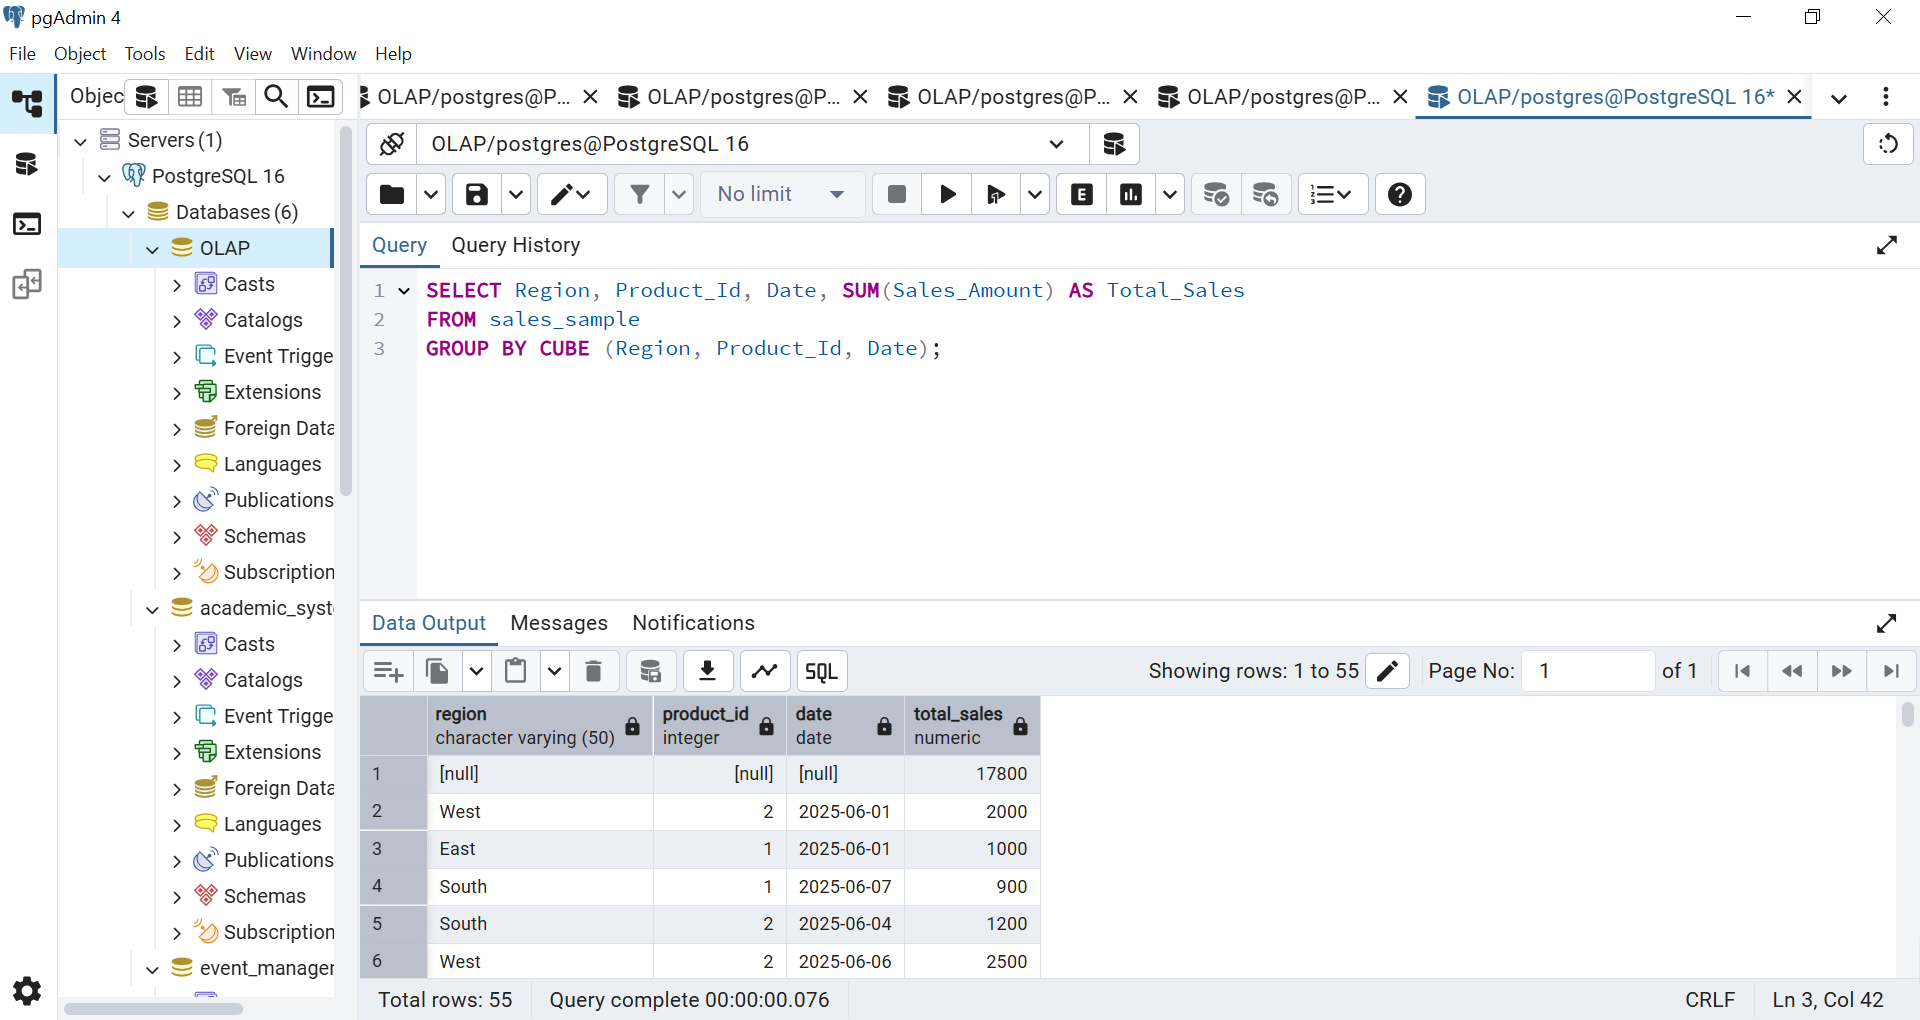 pgAdmin 4
File Object Tools Edit View Window Help
Objec
OLAP/postgres@P... OLAP/postgres@P... OLAP/postgres@P... OLAP/postgres@P... OLAP/postgres@PostgreSQL 16*
Servers (1)
PostgreSQL 16
Databases (6)
OLAP
Casts
Catalogs
Event Trigge
Extensions
Foreign Data
Languages
Publications
Schemas
Subscription
academic_syst
Casts
Catalogs
Event Trigge
Extensions
Foreign Data
Languages
Publications
Schemas
Subscription
event_manager
OLAP/postgres@PostgreSQL 16
No limit
E
Query Query History
1 SELECT Region, Product_Id, Date, SUM(Sales_Amount) AS Total_Sales
2 FROM sales_sample
3 GROUP BY CUBE (Region, Product_Id, Date);
Data Output Messages Notifications
SQL Showing rows: 1 to 55 Page No: 1 of 1
region product_id date total_sales
character varying (50) integer date numeric
1 [null] [null] [null] 17800
2 West 2 2025-06-01 2000
3 East 1 2025-06-01 1000
4 South 1 2025-06-07 900
5 South 2 2025-06-04 1200
6 West 2 2025-06-06 2500
Total rows: 55 Query complete 00:00:00.076 CRLF Ln 3, Col 42